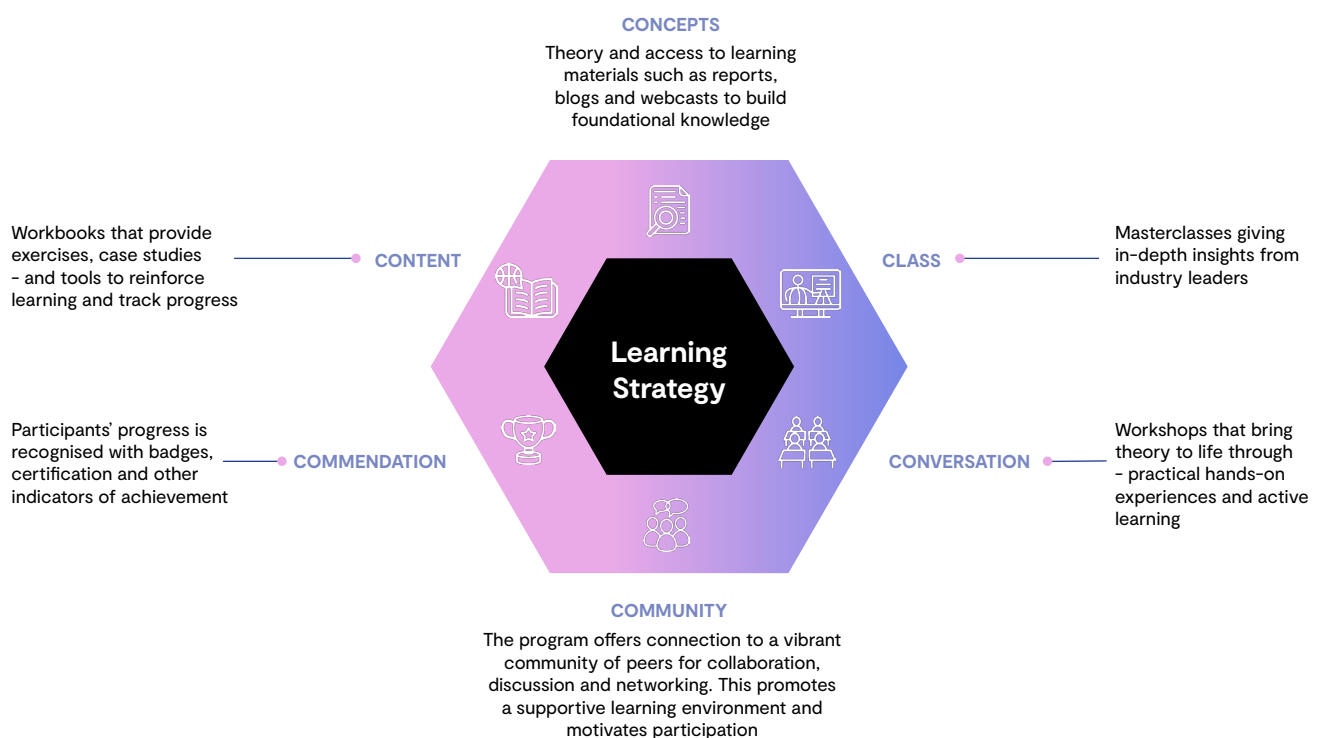 CONCEPTS
Theory and access to learning
materials such as reports,
blogs and webcasts to build
foundational knowledge
Workbooks that provide
exercises, case studies
- and tools to reinforce
learning and track progress
CONTENT
CLASS
Masterclasses giving
in-depth insights from
industry leaders
Learning
Strategy
Participants’ progress is
recognised with badges,
certification and other
indicators of achievement
COMMENDATION
CONVERSATION
Workshops that bring
theory to life through
- practical hands-on
experiences and active
learning
COMMUNITY
The program offers connection to a vibrant
community of peers for collaboration,
discussion and networking. This promotes
a supportive learning environment and
motivates participation